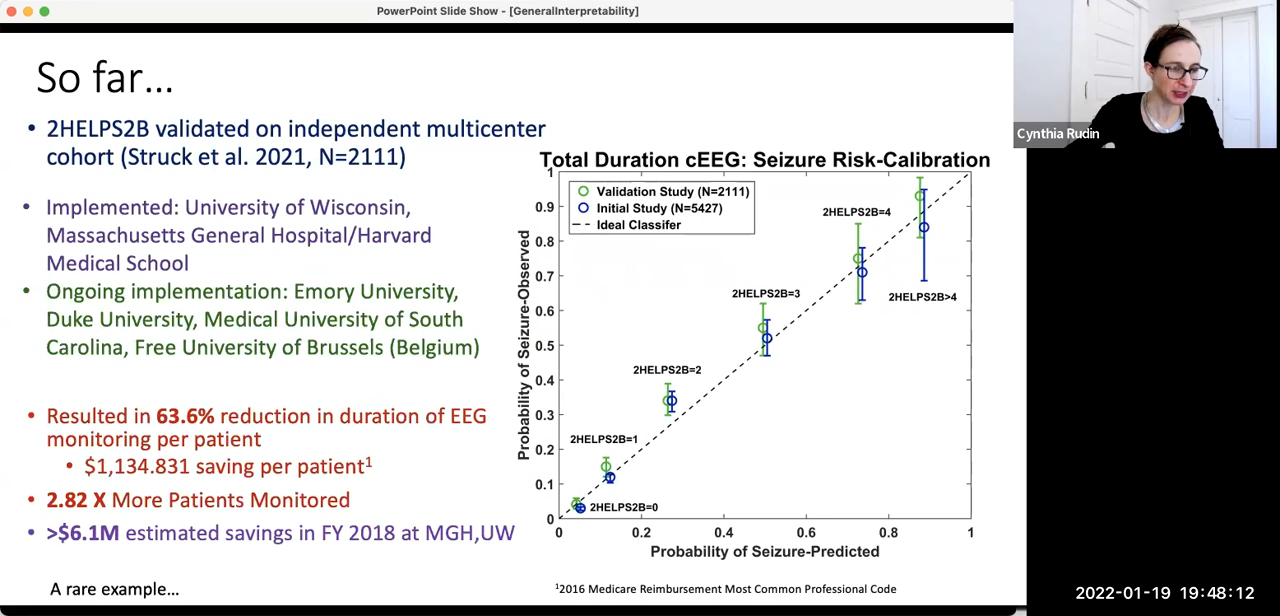 PowerPoint Slide Show - [GeneralInterpretability]
So far...
• 2HELPS2B validated on independent multicenter
cohort (Struck et al. 2021, N=2111)
• Implemented: University of Wisconsin,
Massachusetts General Hospital/Harvard
Medical School
• Ongoing implementation: Emory University,
Duke University, Medical University of South
Carolina, Free University of Brussels (Belgium)
• Resulted in 63.6% reduction in duration of EEG
monitoring per patient
• $1,134.831 saving per patient¹
• 2.82 X More Patients Monitored
• >$6.1M estimated savings in FY 2018 at MGH,UW
A rare example...
Total Duration cEEG: Seizure Risk-Calibration
Validation Study (N=2111)
Initial Study (N=5427)
Ideal Classifer
Probability of Seizure-Observed
1
0.9
0.8
0.7
0.6
0.5
0.4
0.3
0.2
0.1
0
2HELPS2B=4
2HELPS2B>4
2HELPS2B=3
2HELPS2B=2
2HELPS2B=1
2HELPS2B=0
0 0.2 0.4 0.6 0.8 1
Probability of Seizure-Predicted
¹2016 Medicare Reimbursement Most Common Professional Code
Cynthia Rudin
2022-01-19 19:48:12